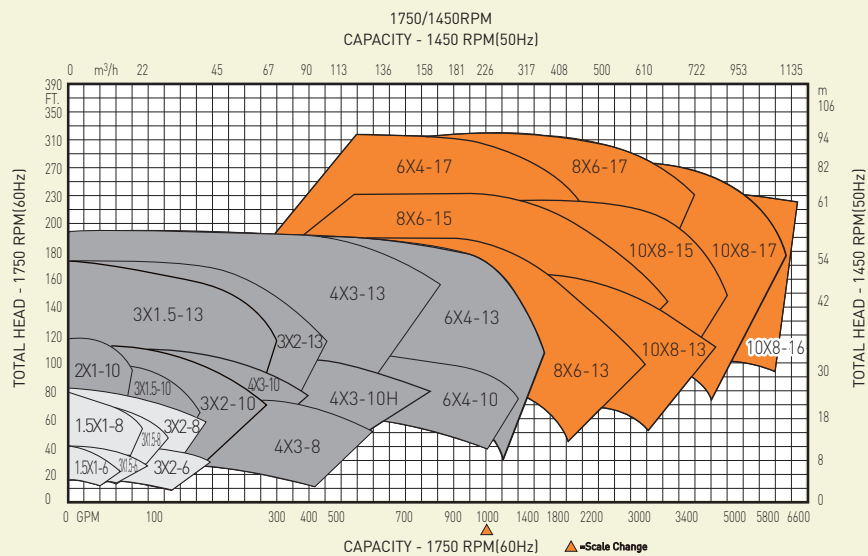 1750/1450RPM
CAPACITY - 1450 RPM(50Hz)
0 m³/h 22 45 67 90 113 136 158 181 226 317 408 500 610 722 953 1135
390
FT.
350
310
270
230
200
180
160
140
120
100
80
60
40
20
0
TOTAL HEAD - 1750 RPM(60Hz)
m
106
94
82
61
54
42
30
18
8
0
TOTAL HEAD - 1450 RPM(50Hz)
6X4-17
8X6-17
8X6-15
10X8-15
10X8-17
4X3-13
6X4-13
3X1.5-13
3X2-13
10X8-13
10X8-16
8X6-13
2X1-10
3X1.5-10
4X3-10
3X2-10
4X3-10H
6X4-10
1.5X1-8
3X1.5-8
3X2-8
4X3-8
1.5X1-6
3X1.5-6
3X2-6
0 GPM 100 300 400 500 700 900 1000 1400 1800 2200 3000 3400 5000 5800 6600
CAPACITY - 1750 RPM(60Hz)
=Scale Change